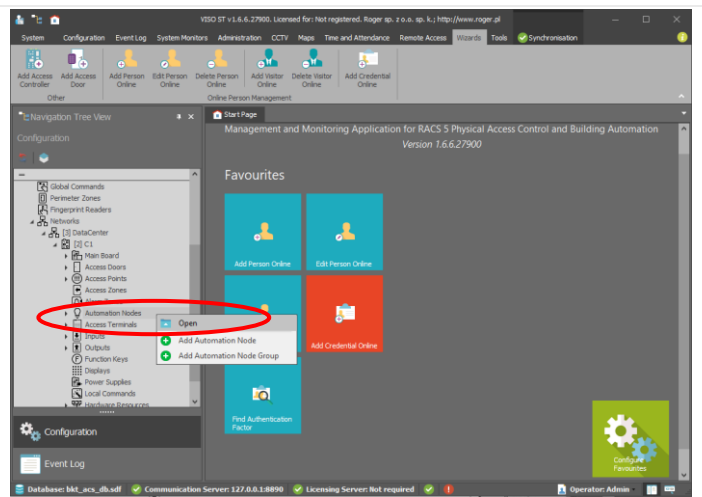 VISO ST v1.6.6.27900. Licensed for: Not registered. Roger sp. z o.o. sp. k.; http://www.roger.pl
System Configuration Event Log System Monitors Administration CCTV Maps Time and Attendance Remote Access Wizards Tools Synchronisation
Add Access Controller
Add Access Door
Add Person Online
Edit Person Online
Delete Person Online
Add Visitor Online
Delete Visitor Online
Add Credential Online
Other
Online Person Management
Navigation Tree View
Start Page
Configuration
Management and Monitoring Application for RACS 5 Physical Access Control and Building Automation
Version 1.6.6.27900
Global Commands
Perimeter Zones
Fingerprint Readers
Networks
[3] DataCenter
[2] C1
Main Board
Access Doors
Access Points
Access Zones
Automation Nodes
Access Terminals
Inputs
Outputs
Function Keys
Displays
Power Supplies
Local Commands
Hardware Resources
Open
Add Automation Node
Add Automation Node Group
Favourites
Add Person Online
Edit Person Online
Add Credential Online
Find Authentication
Factor
Configure
Favourites
Configuration
Event Log
Database: bkt_acs_db.sdf Communication Server: 127.0.0.1:8890 Licensing Server: Not required Operator: Admin